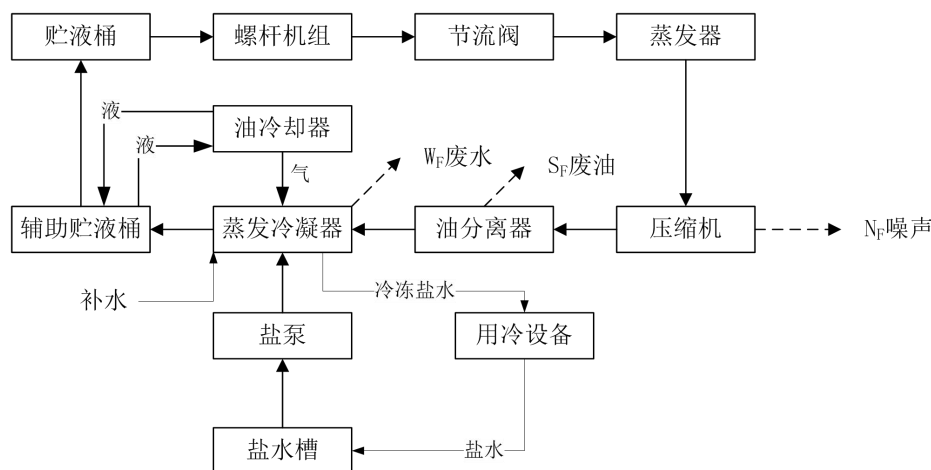 贮液桶
螺杆机组
节流阀
蒸发器
液
油冷却器
液
气
W_F废水
S_F废油
辅助贮液桶
蒸发冷凝器
油分离器
压缩机
N_F噪声
补水
冷冻盐水
盐泵
用冷设备
盐水槽
盐水